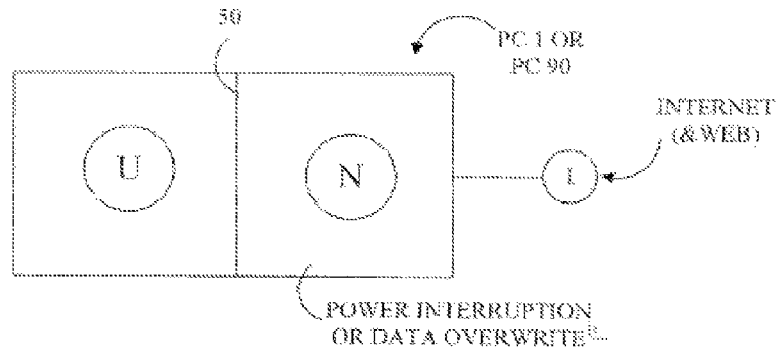 50
PC 1 OR
PC 90
INTERNET
(& WEB)
U
N
I
POWER INTERRUPTION
OR DATA OVERWRITE